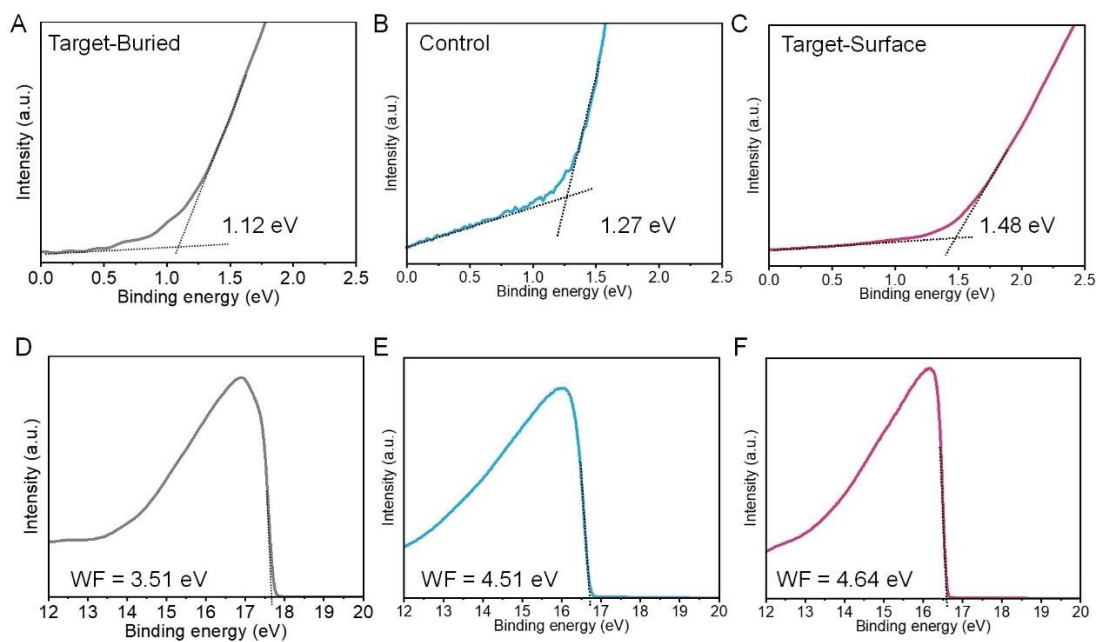 A
Target-Buried
Intensity (a.u.)
1.12 eV
0.0 0.5 1.0 1.5 2.0 2.5
Binding energy (eV)
B
Control
Intensity (a.u.)
1.27 eV
0.0 0.5 1.0 1.5 2.0 2.5
Binding energy (eV)
C
Target-Surface
Intensity (a.u.)
1.48 eV
0.0 0.5 1.0 1.5 2.0 2.5
Binding energy (eV)
D
Intensity (a.u.)
WF = 3.51 eV
12 13 14 15 16 17 18 19 20
Binding energy (eV)
E
Intensity (a.u.)
WF = 4.51 eV
12 13 14 15 16 17 18 19 20
Binding energy (eV)
F
Intensity (a.u.)
WF = 4.64 eV
12 13 14 15 16 17 18 19 20
Binding energy (eV)